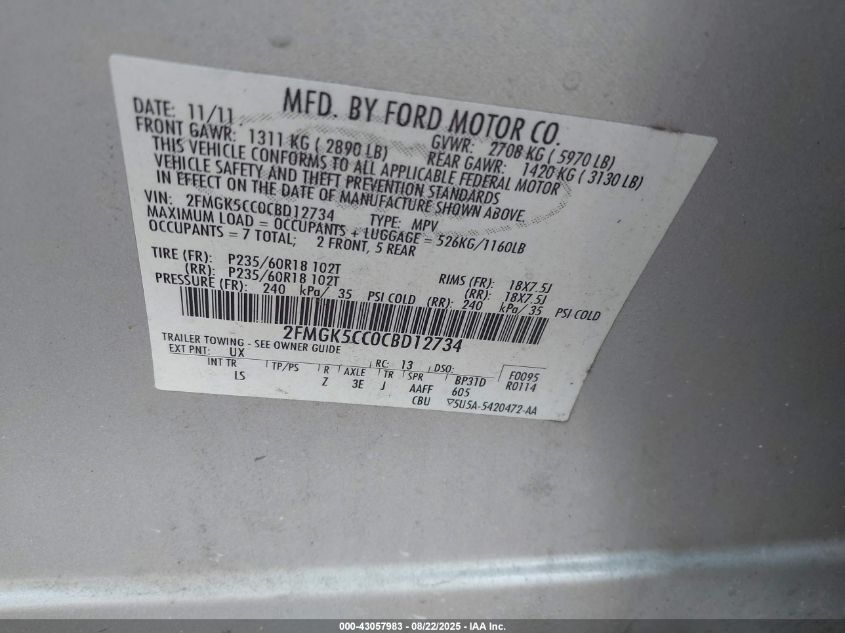 MFD. BY FORD MOTOR CO.
DATE: 11/11 GVWR: 2708 KG ( 5970 LB)
FRONT GAWR: 1311 KG ( 2890 LB) REAR GAWR: 1420 KG ( 3130 LB)
THIS VEHICLE CONFORMS TO ALL APPLICABLE FEDERAL MOTOR
VEHICLE SAFETY AND THEFT PREVENTION STANDARDS
IN EFFECT ON THE DATE OF MANUFACTURE SHOWN ABOVE.
VIN: 2FMGK5CC0CBD12734 TYPE: MPV
MAXIMUM LOAD = OCCUPANTS + LUGGAGE = 526KG/1160LB
OCCUPANTS = 7 TOTAL; 2 FRONT, 5 REAR
TIRE (FR): P235/60R18 102T RIMS (FR): 18X7.5J
(RR): P235/60R18 102T (RR): 18X7.5J
PRESSURE (FR): 240 kPa/ 35 PSI COLD (RR): 240 kPa/ 35 PSI COLD
2FMGK5CC0CBD12734
TRAILER TOWING - SEE OWNER GUIDE
EXT PNT: UX RC: 13 DSO: F0095
INT TR TP/PS R AXLE TR SPR BP31D R0114
LS Z 3E J AAFF 605
CBU ▽5U5A-5420472-AA
000-43057983 - 08/22/2025 - IAA Inc.